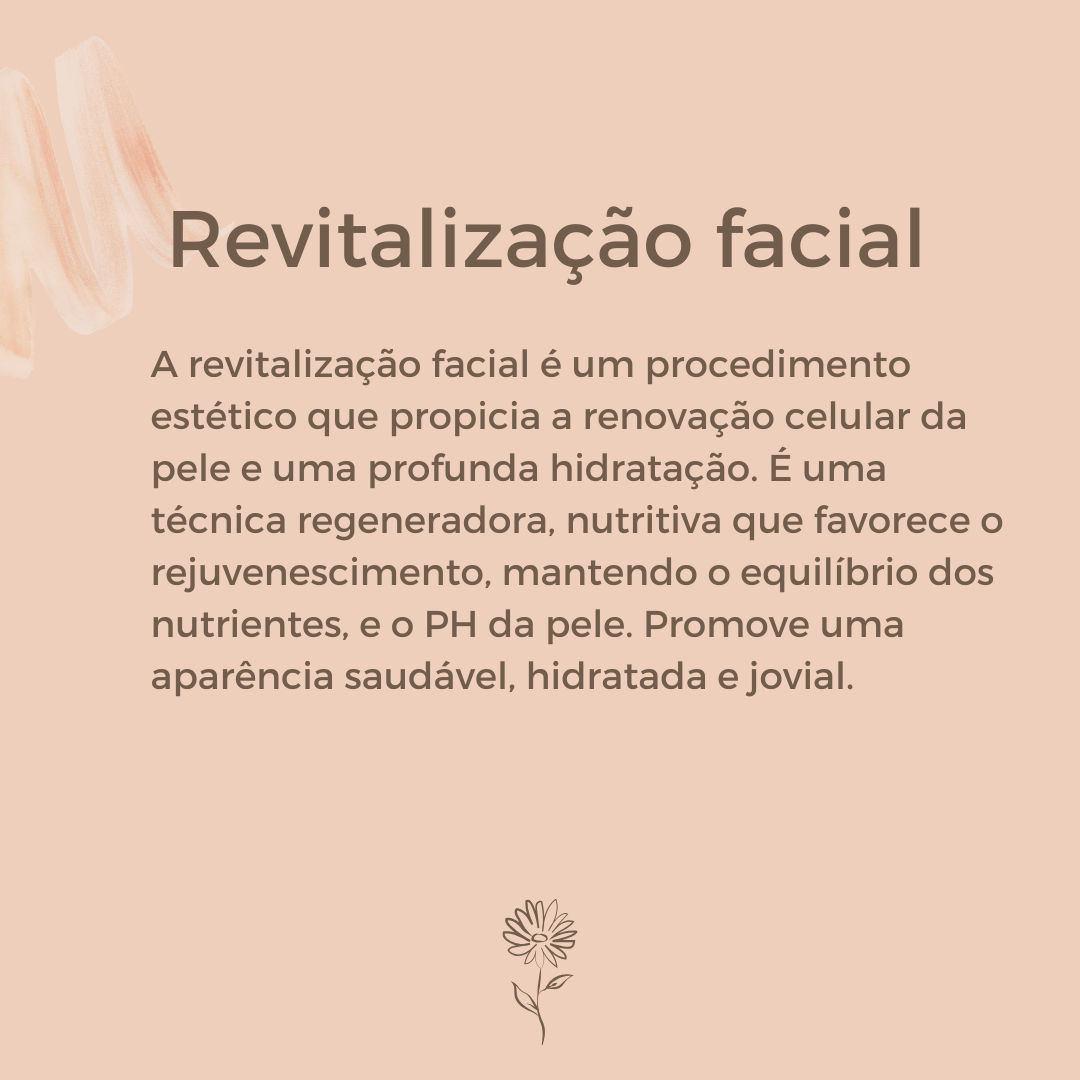 Revitalização facial
A revitalização facial é um procedimento
estético que propicia a renovação celular da
pele e uma profunda hidratação. É uma
técnica regeneradora, nutritiva que favorece o
rejuvenescimento, mantendo o equilíbrio dos
nutrientes, e o PH da pele. Promove uma
aparência saudável, hidratada e jovial.